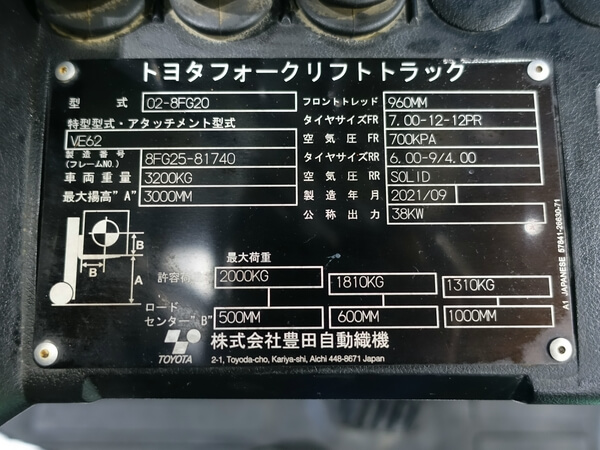 トヨタフォークリフトトラック
型 式 02-8FG20 フロントトレッド 960MM
特型型式・アタッチメント型式 タイヤサイズFR 7.00-12-12PR
VE62 空気圧FR 700KPA
製造番号 (フレームNO.) 8FG25-81740 タイヤサイズRR 6.00-9/4.00
車両重量 3200KG 空気圧RR SOLID
最大揚高"A" 3000MM 製造年月 2021/09
公称出力 38KW
B
B
A
最大荷重
許容荷重 2000KG 1810KG 1310KG
ロード
センター"B" 500MM 600MM 1000MM
TOYOTA 株式会社豊田自動織機
2-1, Toyoda-cho, Kariya-shi, Aichi 448-8671 Japan
A1 JAPANESE 57841-26630-71